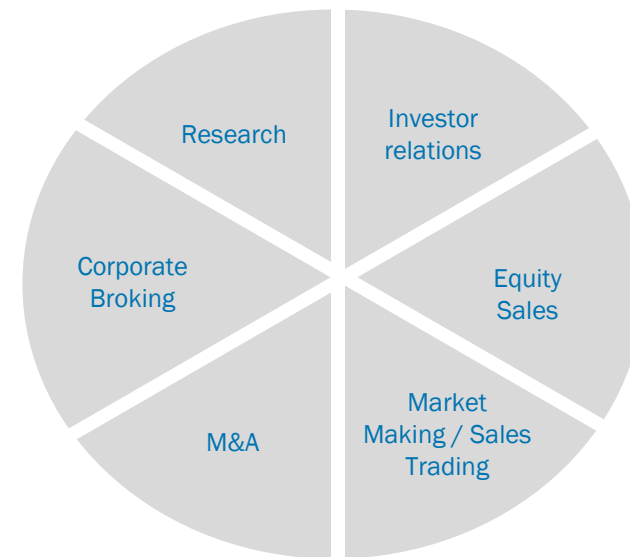 Research
Investor
relations
Corporate
Broking
Equity
Sales
M&A
Market
Making / Sales
Trading